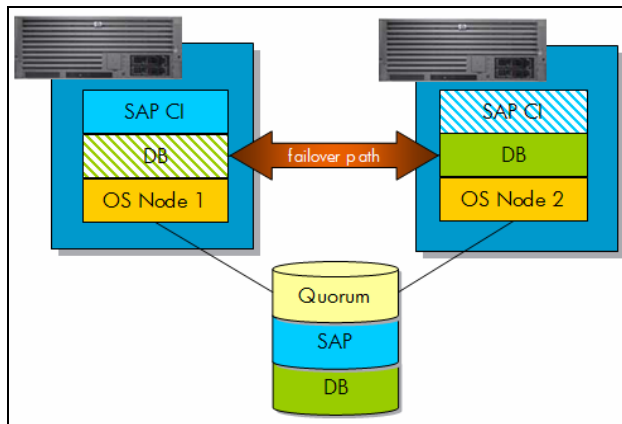 SAP CI
SAP CI
DB
failover path
DB
OS Node 1
OS Node 2
Quorum
SAP
DB